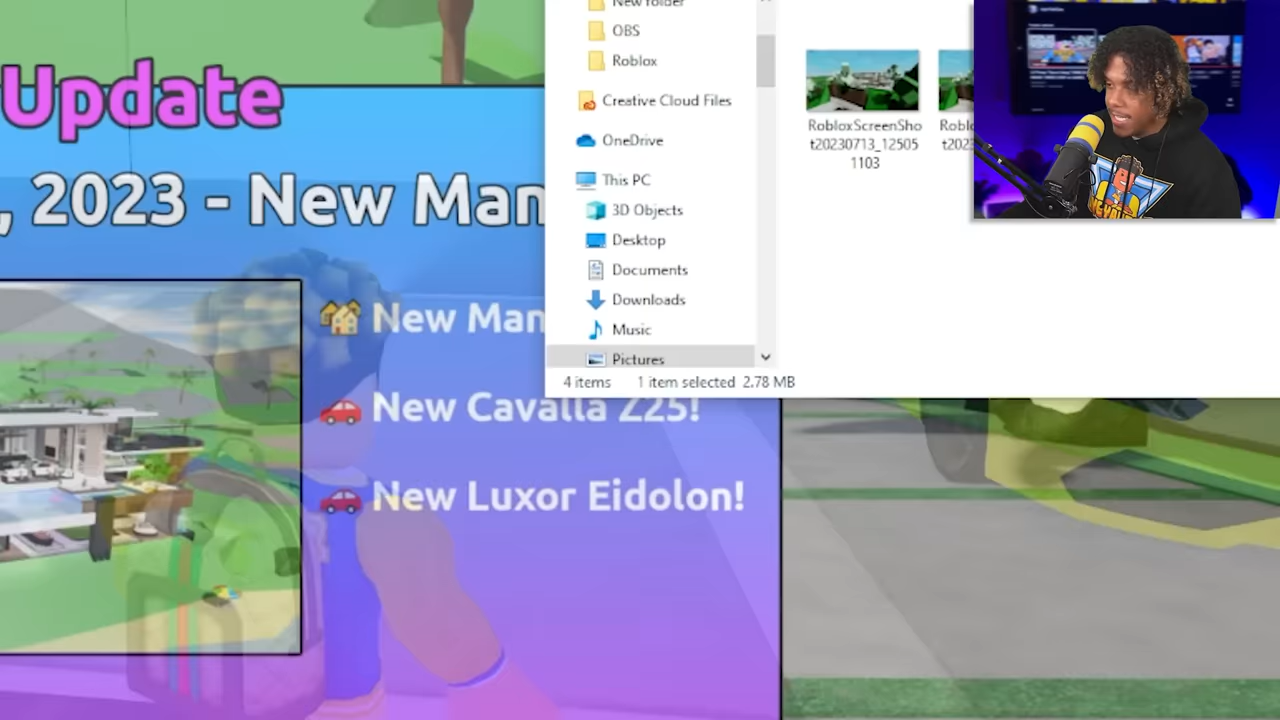 Update
, 2023 - New Man
New Man
New Cavalla Z25!
New Luxor Eidolon!
New folder
OBS
Roblox
Creative Cloud Files
OneDrive
This PC
3D Objects
Desktop
Documents
Downloads
Music
Pictures
4 items 1 item selected 2.78 MB
RobloxScreenSho
t20230713_12505
1103
Roblo
t2023